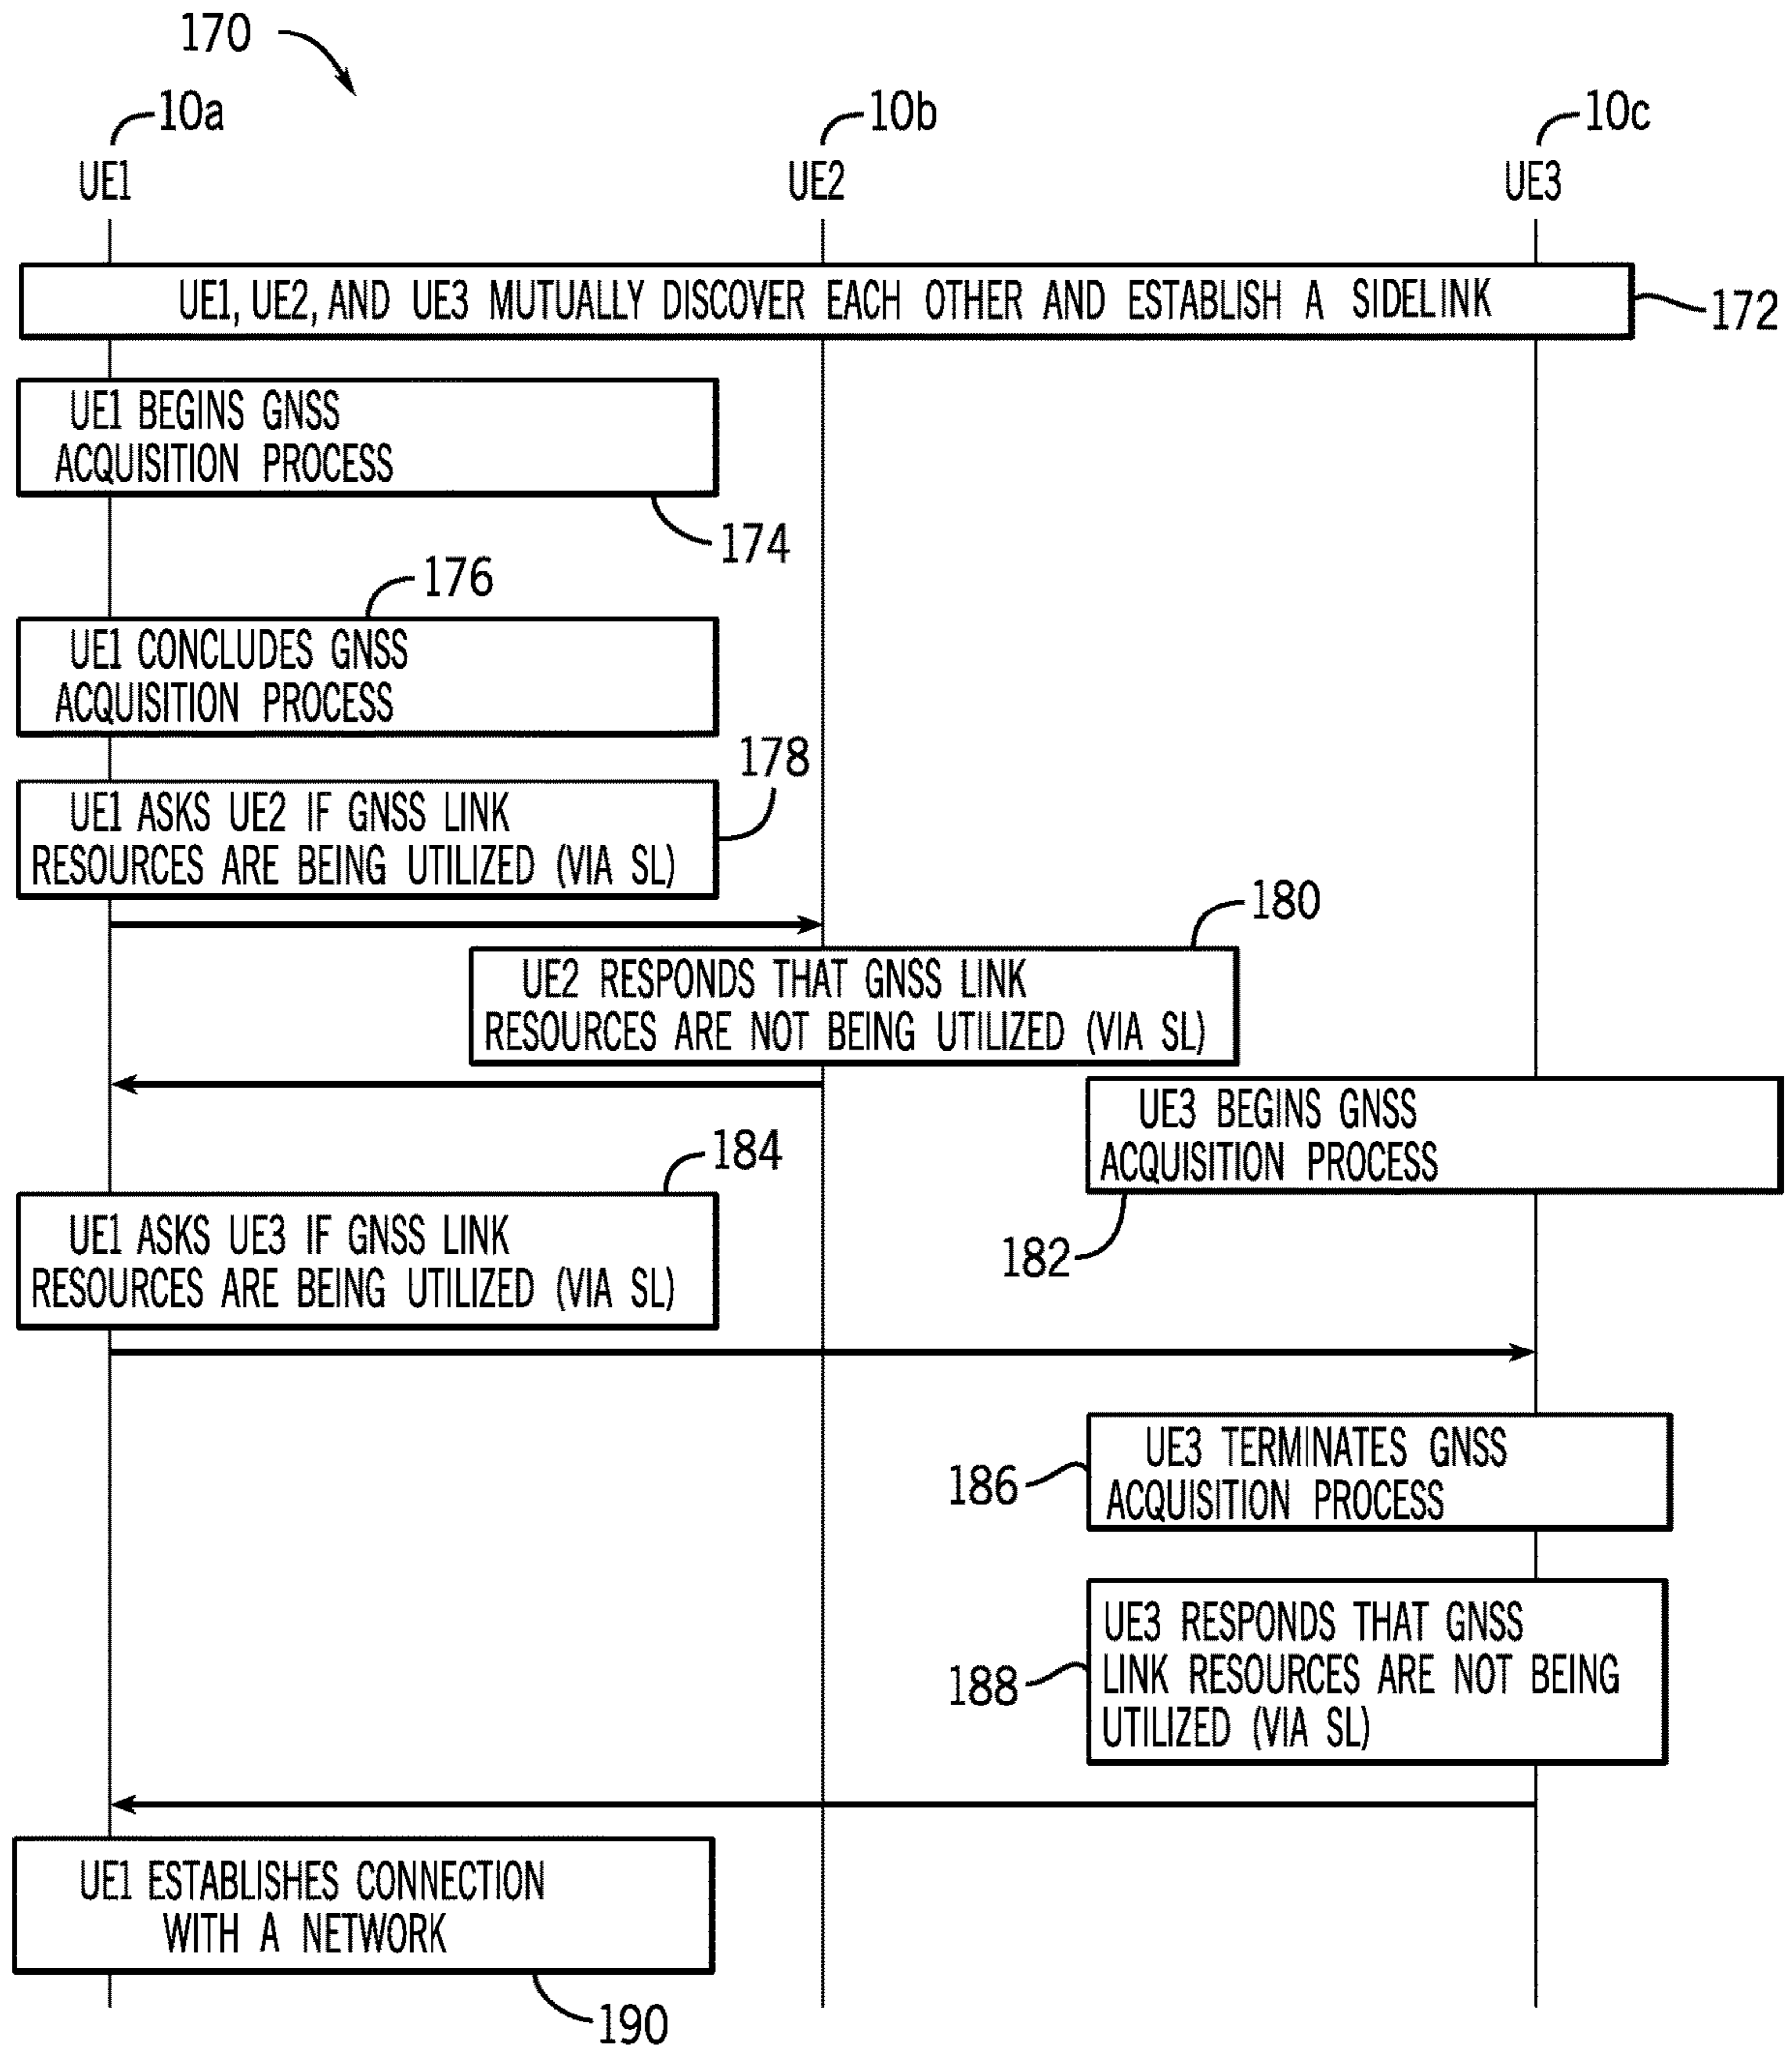 170
10a
10b
10c
UE1
UE2
UE3
UE1, UE2, AND UE3 MUTUALLY DISCOVER EACH OTHER AND ESTABLISH A SIDELINK
172
UE1 BEGINS GNSS
ACQUISITION PROCESS
174
176
UE1 CONCLUDES GNSS
ACQUISITION PROCESS
178
UE1 ASKS UE2 IF GNSS LINK
RESOURCES ARE BEING UTILIZED (VIA SL)
180
UE2 RESPONDS THAT GNSS LINK
RESOURCES ARE NOT BEING UTILIZED (VIA SL)
UE3 BEGINS GNSS
ACQUISITION PROCESS
182
184
UE1 ASKS UE3 IF GNSS LINK
RESOURCES ARE BEING UTILIZED (VIA SL)
UE3 TERMINATES GNSS
ACQUISITION PROCESS
186
UE3 RESPONDS THAT GNSS
LINK RESOURCES ARE NOT BEING
UTILIZED (VIA SL)
188
UE1 ESTABLISHES CONNECTION
WITH A NETWORK
190